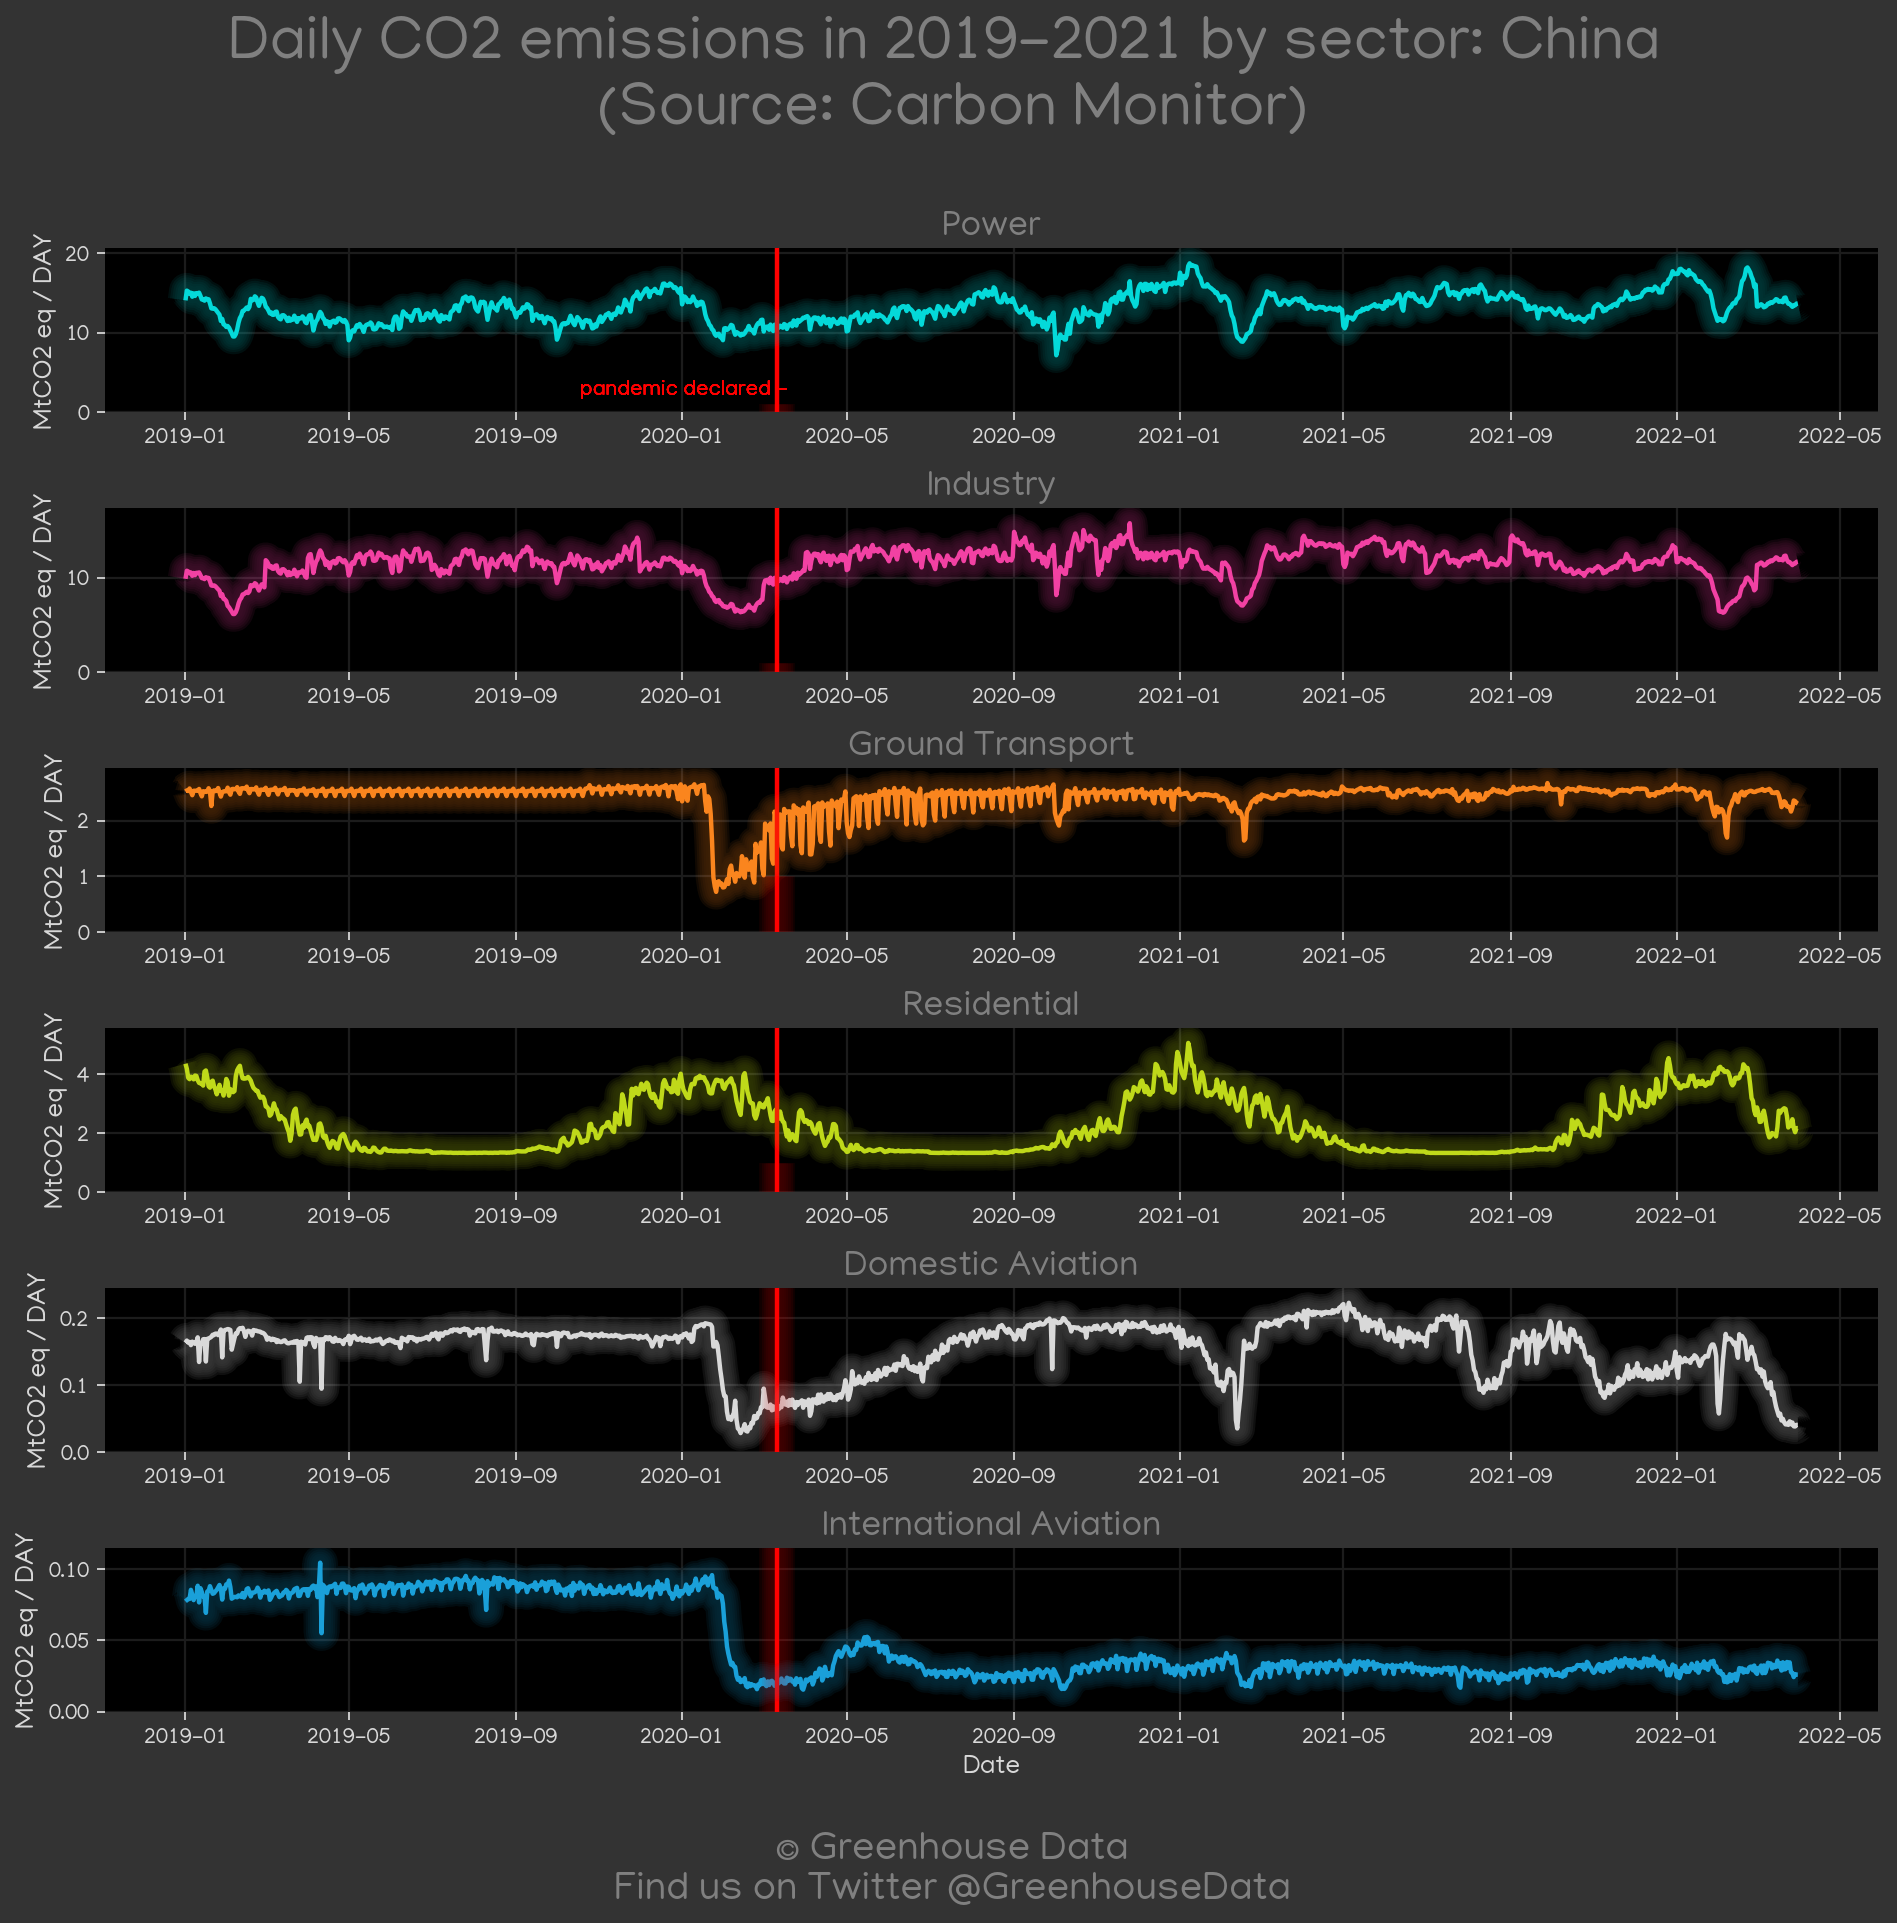 Daily CO2 emissions in 2019-2021 by sector: China
(Source: Carbon Monitor)
Power
MtCO2 eq / DAY
20
10
0
pandemic declared -
2019-01 2019-05 2019-09 2020-01 2020-05 2020-09 2021-01 2021-05 2021-09 2022-01 2022-05
Industry
MtCO2 eq / DAY
10
0
2019-01 2019-05 2019-09 2020-01 2020-05 2020-09 2021-01 2021-05 2021-09 2022-01 2022-05
Ground Transport
MtCO2 eq / DAY
2
1
0
2019-01 2019-05 2019-09 2020-01 2020-05 2020-09 2021-01 2021-05 2021-09 2022-01 2022-05
Residential
MtCO2 eq / DAY
4
2
0
2019-01 2019-05 2019-09 2020-01 2020-05 2020-09 2021-01 2021-05 2021-09 2022-01 2022-05
Domestic Aviation
MtCO2 eq / DAY
0.2
0.1
0.0
2019-01 2019-05 2019-09 2020-01 2020-05 2020-09 2021-01 2021-05 2021-09 2022-01 2022-05
International Aviation
MtCO2 eq / DAY
0.10
0.05
0.00
2019-01 2019-05 2019-09 2020-01 2020-05 2020-09 2021-01 2021-05 2021-09 2022-01 2022-05
Date
© Greenhouse Data
Find us on Twitter @GreenhouseData